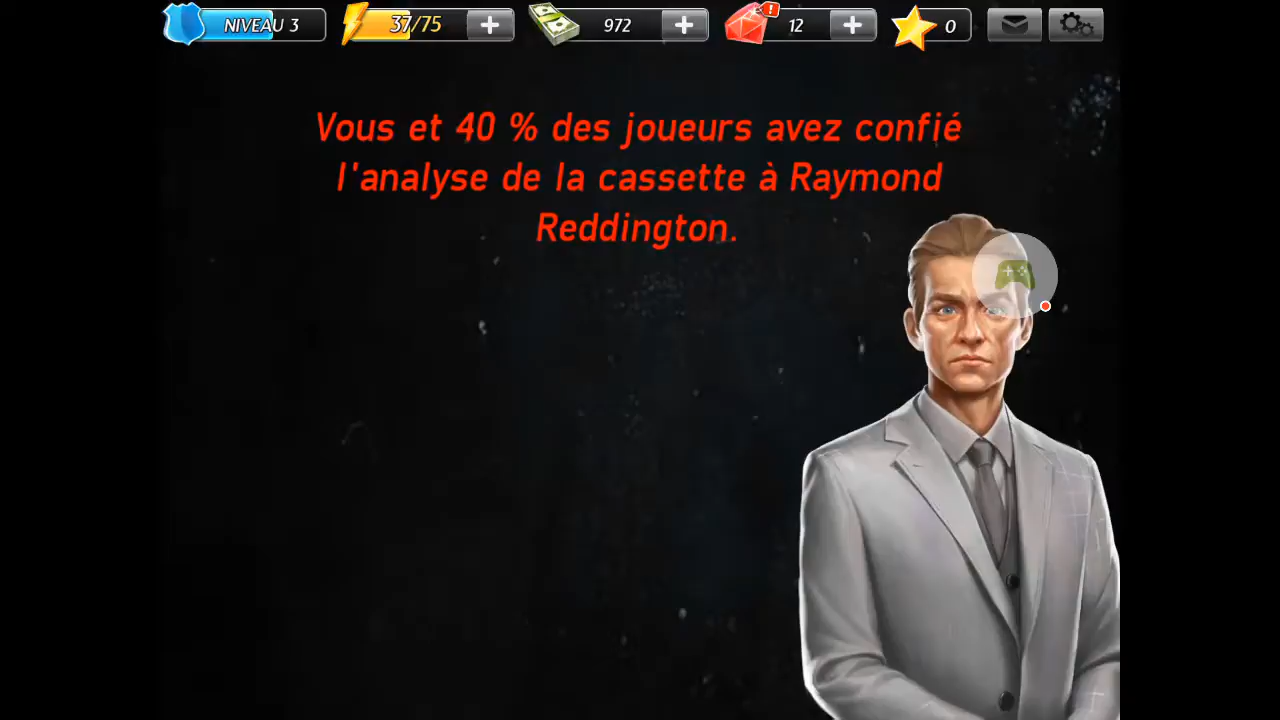 NIVEAU 3 37/75 972 12 0
Vous et 40 % des joueurs avez confié
l'analyse de la cassette à Raymond
Reddington.